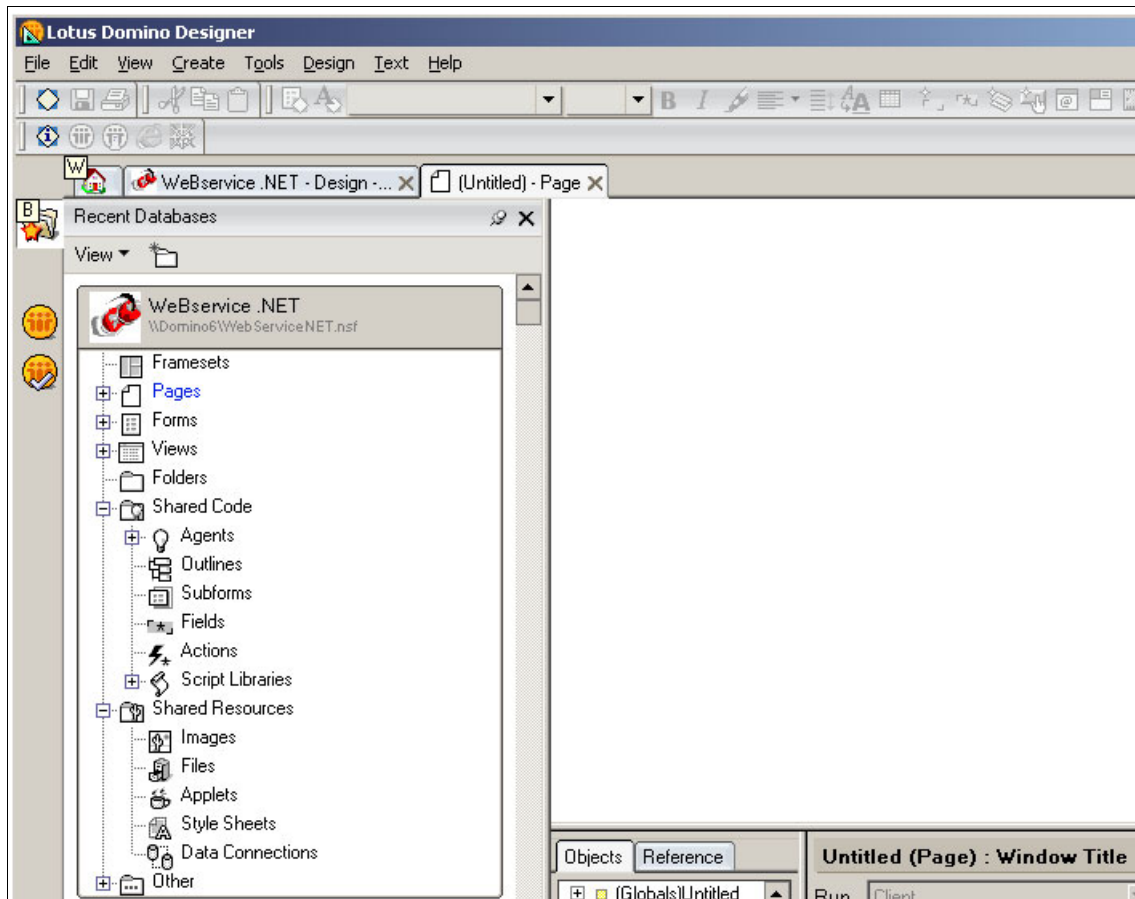 Lotus Domino Designer
File Edit View Create Tools Design Text Help
B I A @
W
WeBservice .NET - Design -... (Untitled) - Page
B
Recent Databases
View
WeBservice .NET
\\Domino6\WebServiceNET.nsf
Framesets
Pages
Forms
Views
Folders
Shared Code
Agents
Outlines
Subforms
Fields
Actions
Script Libraries
Shared Resources
Images
Files
Applets
Style Sheets
Data Connections
Other
Objects Reference Untitled (Page) : Window Title
(Globals)Untitled Run Client